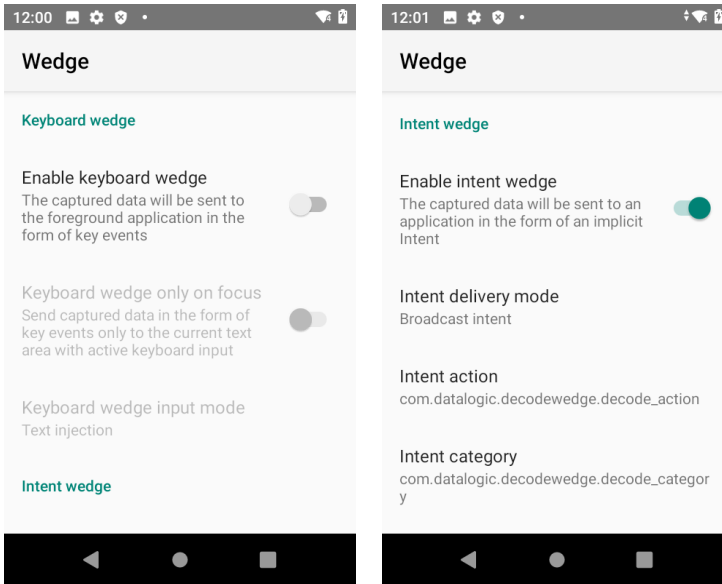 12:00
Wedge
Keyboard wedge
Enable keyboard wedge
The captured data will be sent to
the foreground application in the
form of key events
Keyboard wedge only on focus
Send captured data in the form of
key events only to the current text
area with active keyboard input
Keyboard wedge input mode
Text injection
Intent wedge
12:01
Wedge
Intent wedge
Enable intent wedge
The captured data will be sent to an
application in the form of an implicit
Intent
Intent delivery mode
Broadcast intent
Intent action
com.datalogic.decodewedge.decode_action
Intent category
com.datalogic.decodewedge.decode_categor
y